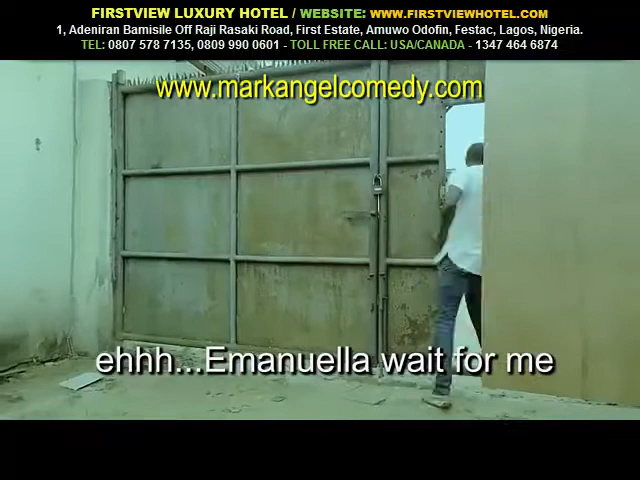 FIRSTVIEW LUXURY HOTEL / WEBSITE: WWW.FIRSTVIEWHOTEL.COM
1, Adeniran Bamisile Off Raji Rasaki Road, First Estate, Amuwo Odofin, Festac, Lagos, Nigeria.
TEL: 0807 578 7135, 0809 990 0601 - TOLL FREE CALL: USA/CANADA - 1347 464 6874
www.markangelcomedy.com
ehhh...Emanuella wait for me